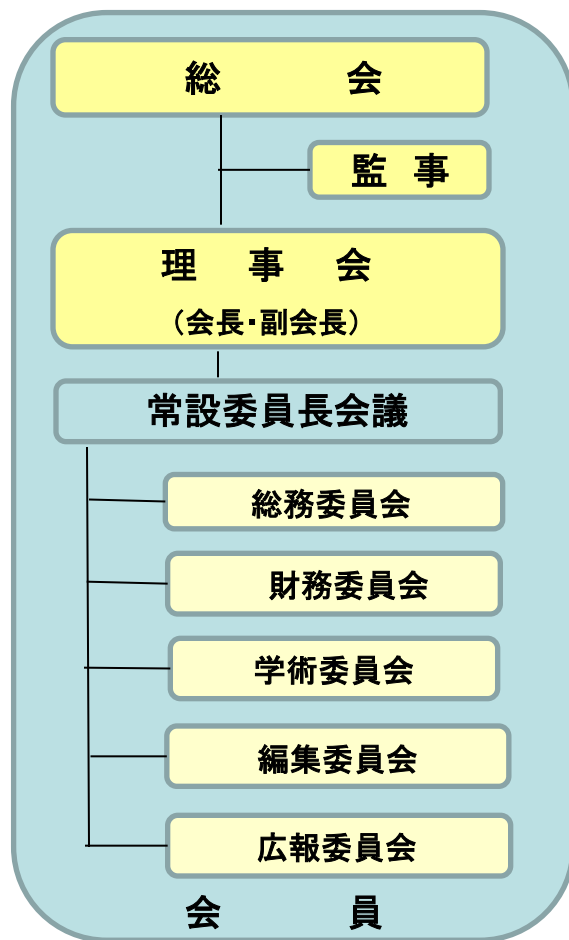 総　会
監 事
理 事 会
（会長・副会長）
常設委員長会議
総務委員会
財務委員会
学術委員会
編集委員会
広報委員会
会　員